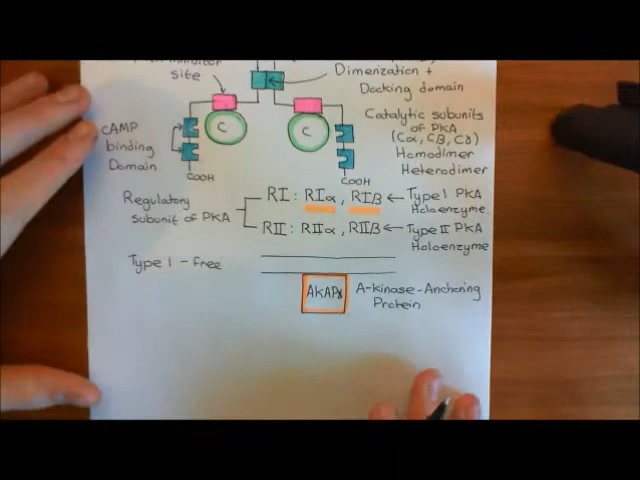 site
Dimerization +
Docking domain
CAMP
binding
Domain
C
C
Catalytic subunits
of PKA
(Cα, Cβ, Cγ)
Homodimer
Heterodimer
COOH
COOH
Regulatory
subunit of PKA
RI : RIα, RIβ
Type I PKA
Holoenzyme
RII : RIIα, RIIβ
Type II PKA
Holoenzyme
Type I - free
AKAPs
A-kinase-Anchoring
Protein